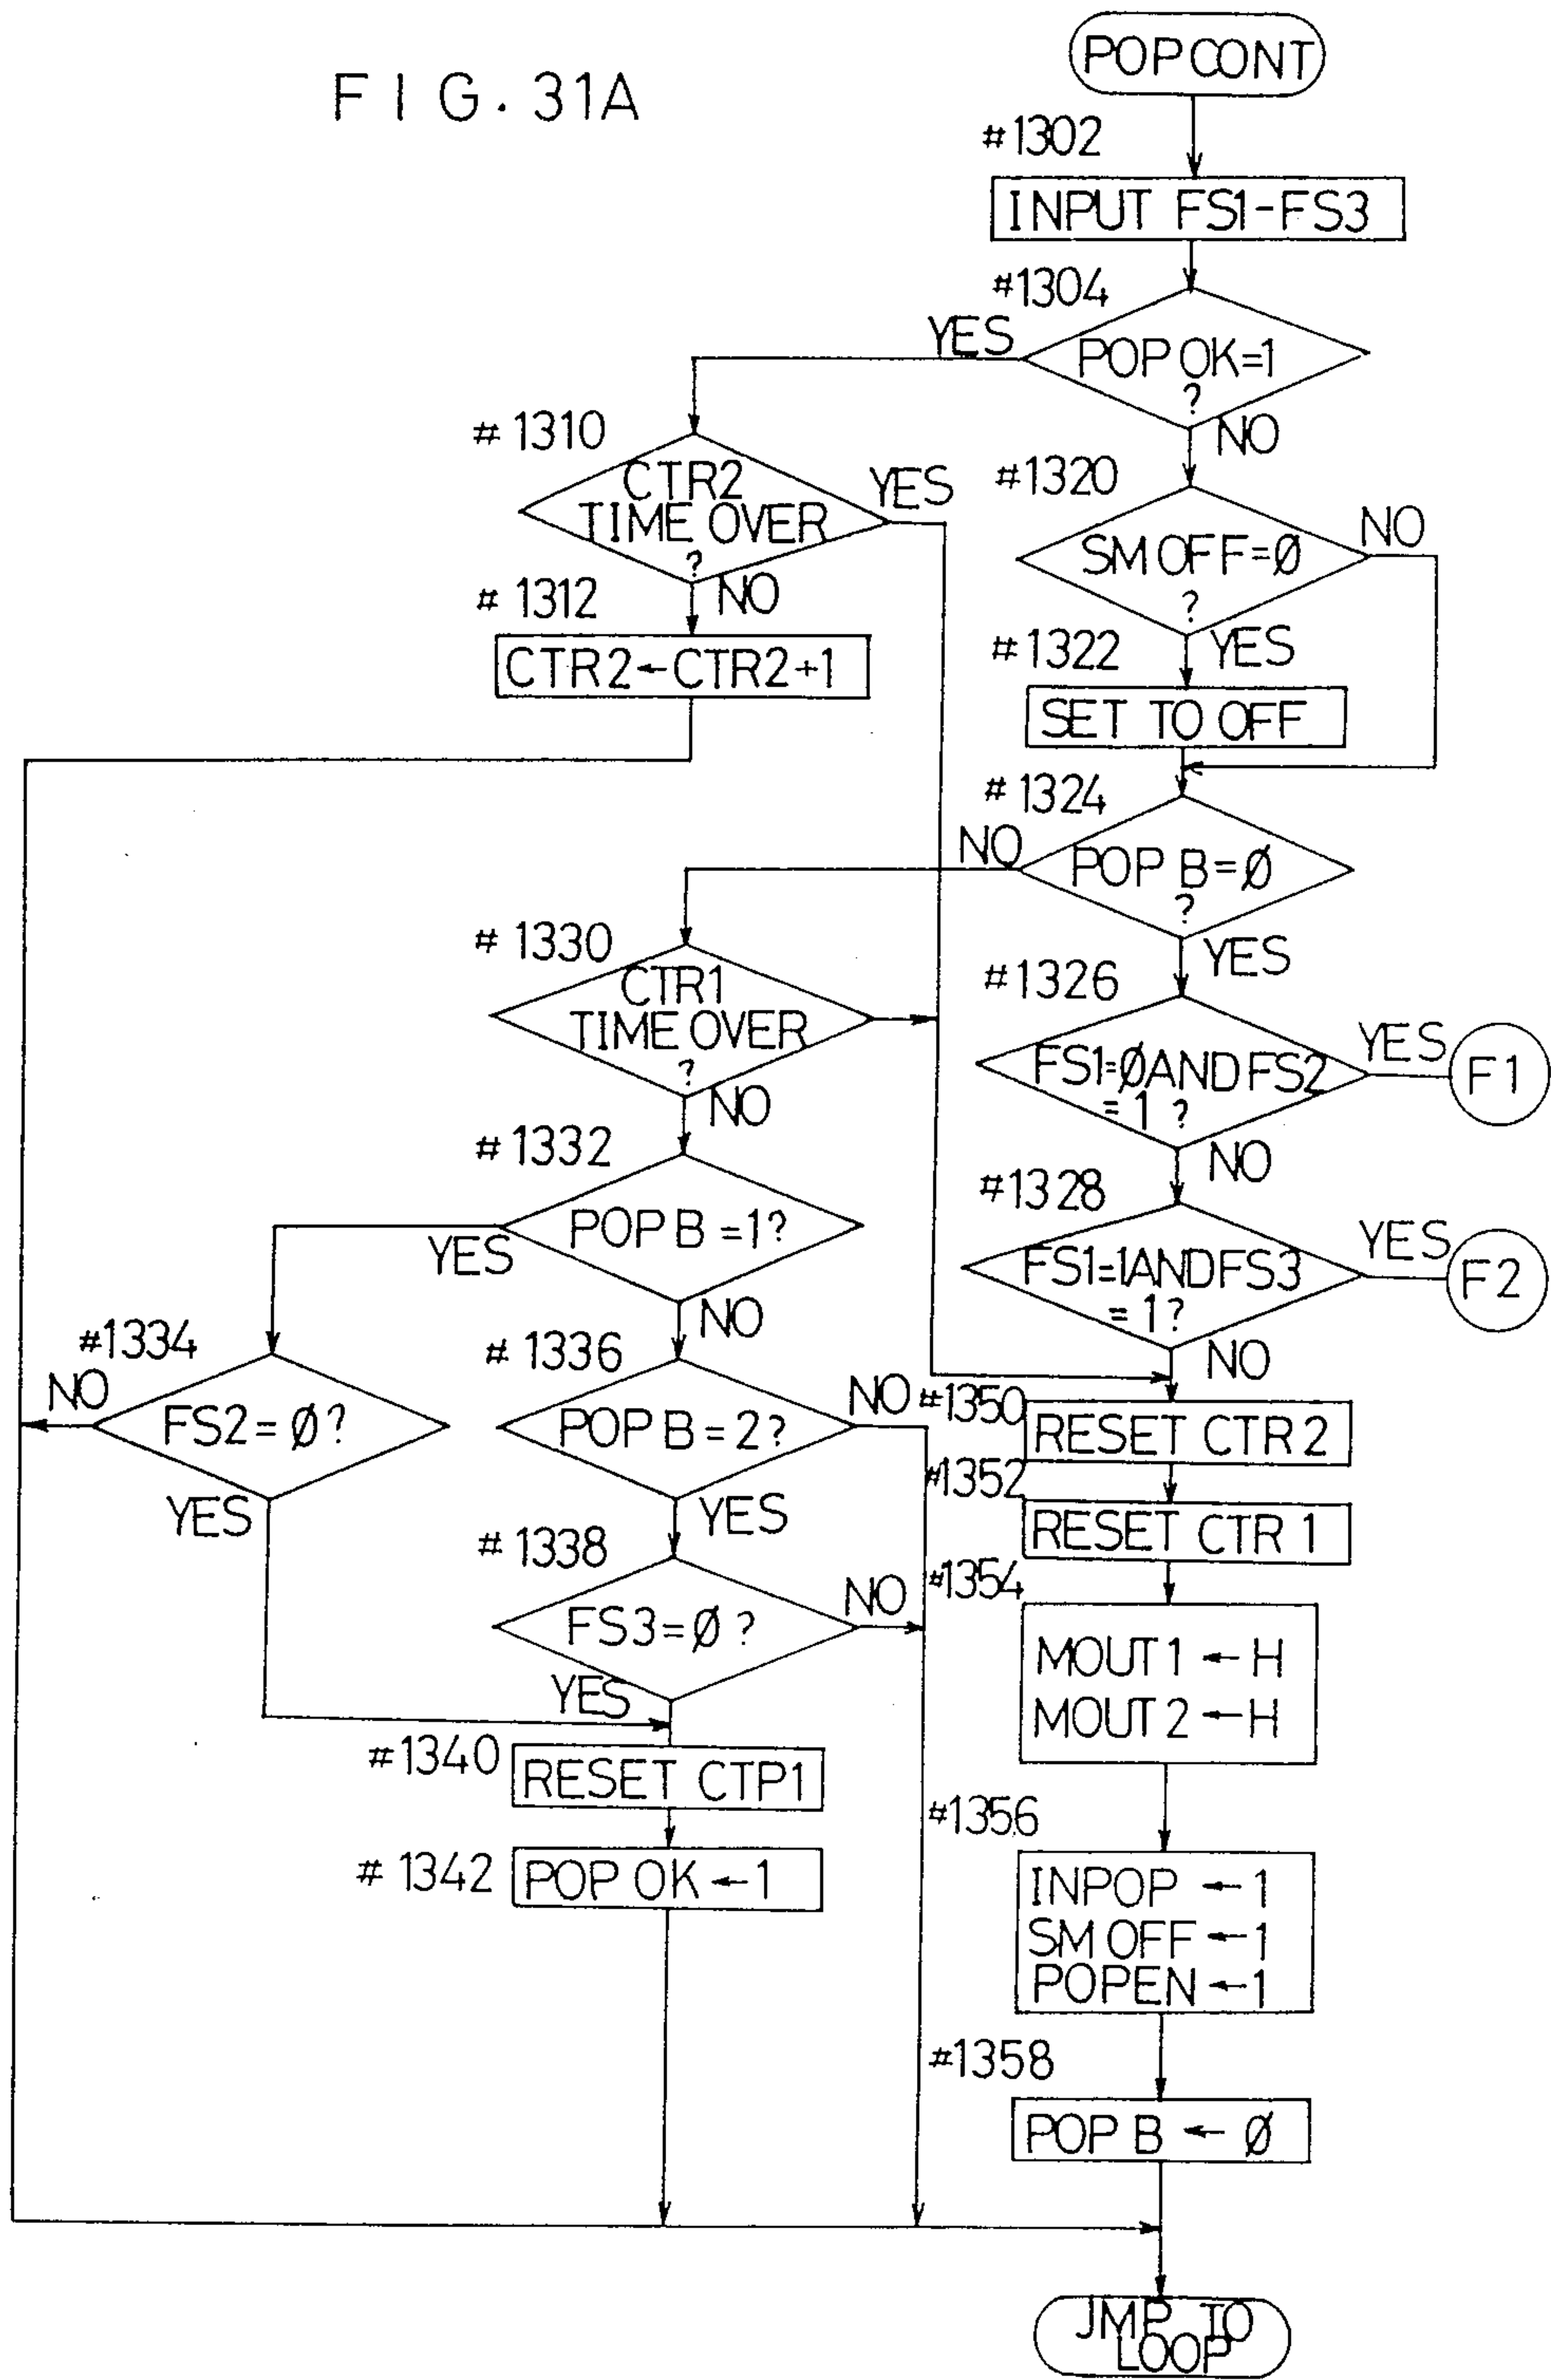 FIG. 31A
POPCONT
#1302
INPUT FS1-FS3
#1304
POP OK=1
?
YES
NO
#1310
CTR2
TIME OVER
?
YES
NO
#1312
CTR2←CTR2+1
#1320
SM OFF=Ø
?
NO
YES
#1322
SET TO OFF
#1324
POP B=Ø
?
NO
YES
#1326
FS1=ØANDFS2
=1 ?
YES
F1
NO
#1328
FS1=1ANDFS3
=1?
YES
F2
NO
#1330
CTR1
TIME OVER
?
NO
#1332
POP B =1?
YES
NO
#1334
FS2=Ø?
NO
YES
#1336
POP B=2?
NO
YES
#1338
FS3=Ø?
NO
YES
#1340
RESET CTP1
#1342
POP OK←1
#1350
RESET CTR2
#1352
RESET CTR 1
#1354
MOUT1←H
MOUT2←H
#1356
INPOP ←1
SM OFF←1
POPEN←1
#1358
POP B ← Ø
JMP TO
LOOP